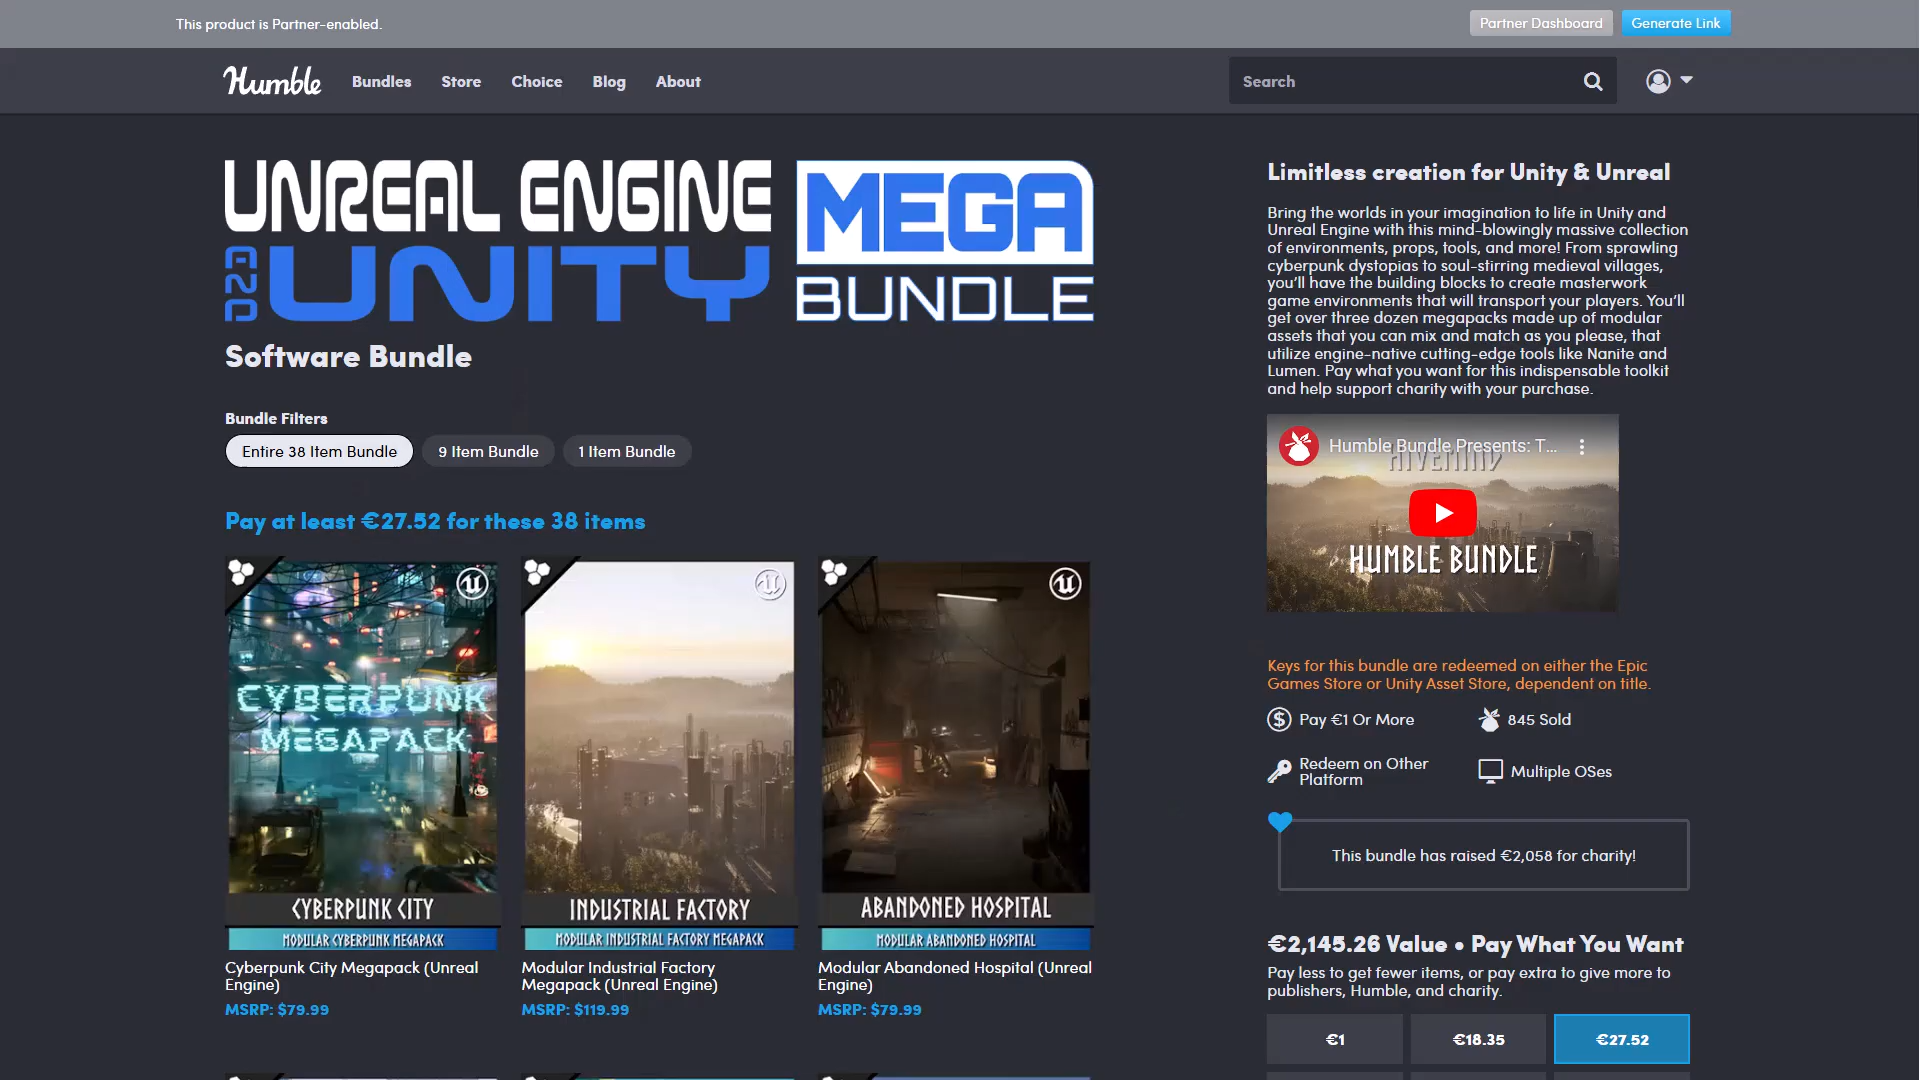 This product is Partner-enabled.
Partner Dashboard
Generate Link
Humble
Bundles
Store
Choice
Blog
About
Search
UNREAL ENGINE
AND UNITY
MEGA
BUNDLE
Software Bundle
Bundle Filters
Entire 38 Item Bundle
9 Item Bundle
1 Item Bundle
Pay at least €27.52 for these 38 items
CYBERPUNK
MEGAPACK
CYBERPUNK CITY
MODULAR CYBERPUNK MEGAPACK
Cyberpunk City Megapack (Unreal
Engine)
MSRP: $79.99
INDUSTRIAL FACTORY
MODULAR INDUSTRIAL FACTORY MEGAPACK
Modular Industrial Factory
Megapack (Unreal Engine)
MSRP: $119.99
ABANDONED HOSPITAL
MODULAR ABANDONED HOSPITAL
Modular Abandoned Hospital (Unreal
Engine)
MSRP: $79.99
Limitless creation for Unity & Unreal
Bring the worlds in your imagination to life in Unity and
Unreal Engine with this mind-blowingly massive collection
of environments, props, tools, and more! From sprawling
cyberpunk dystopias to soul-stirring medieval villages,
you'll have the building blocks to create masterwork
game environments that will transport your players. You'll
get over three dozen megapacks made up of modular
assets that you can mix and match as you please, that
utilize engine-native cutting-edge tools like Nanite and
Lumen. Pay what you want for this indispensable toolkit
and help support charity with your purchase.
Humble Bundle Presents: T...
HIVEMIND
HUMBLE BUNDLE
Keys for this bundle are redeemed on either the Epic
Games Store or Unity Asset Store, dependent on title.
Pay €1 Or More
845 Sold
Redeem on Other
Platform
Multiple OSes
This bundle has raised €2,058 for charity!
€2,145.26 Value • Pay What You Want
Pay less to get fewer items, or pay extra to give more to
publishers, Humble, and charity.
€1
€18.35
€27.52